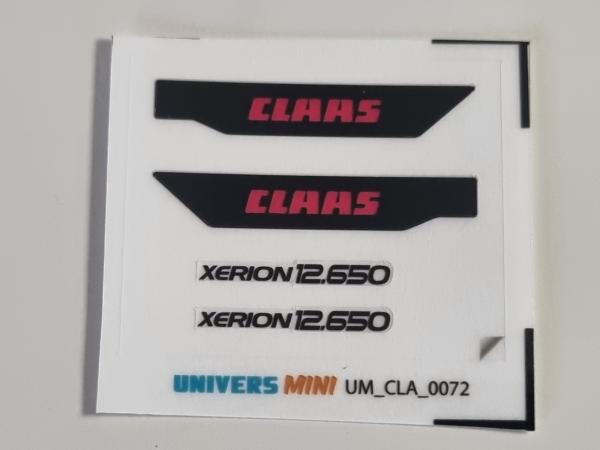 CLAAS
CLAAS
XERION 12.650
XERION 12.650
UNIVERS MINI UM_CLA_0072